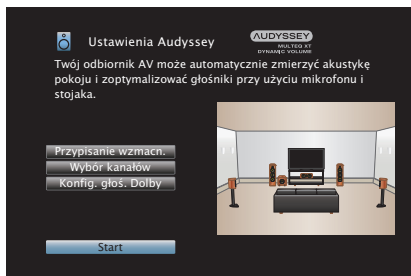 Ustawienia Audyssey
AUDYSSEY
MULTEQ XT
DYNAMIC VOLUME
Twój odbiornik AV może automatycznie zmierzyć akustykę
pokoju i zoptymalizować głośniki przy użyciu mikrofonu i
stojaka.
Przypisanie wzmacn.
Wybór kanałów
Konfig. głos. Dolby
Start